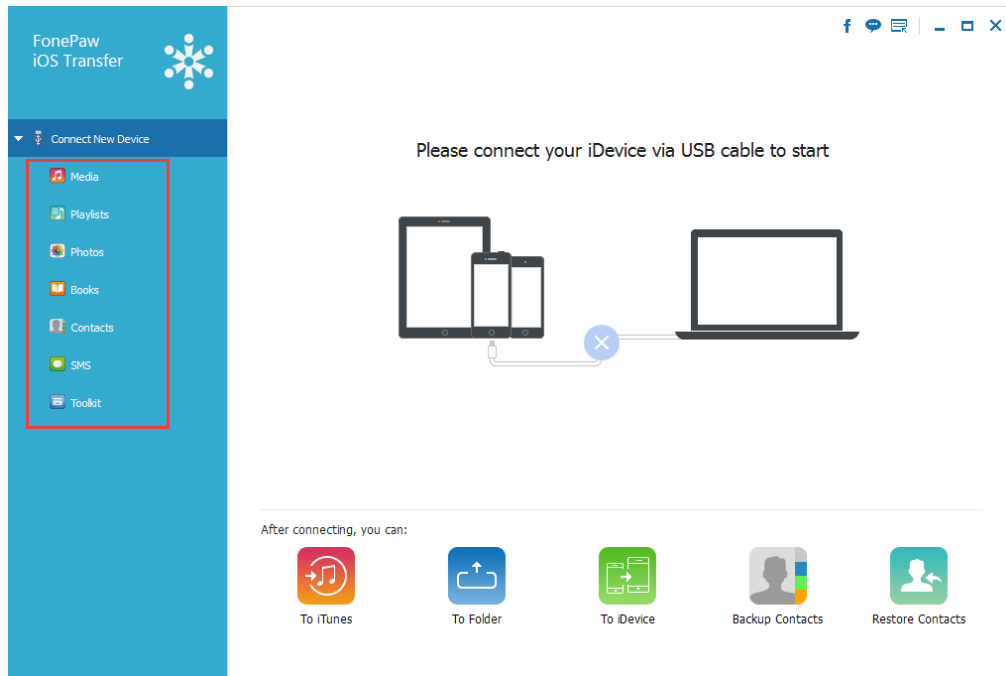 FonePaw
iOS Transfer
Connect New Device
Media
Playlists
Photos
Books
Contacts
SMS
Toolkit
Please connect your iDevice via USB cable to start
After connecting, you can:
To iTunes
To Folder
To iDevice
Backup Contacts
Restore Contacts